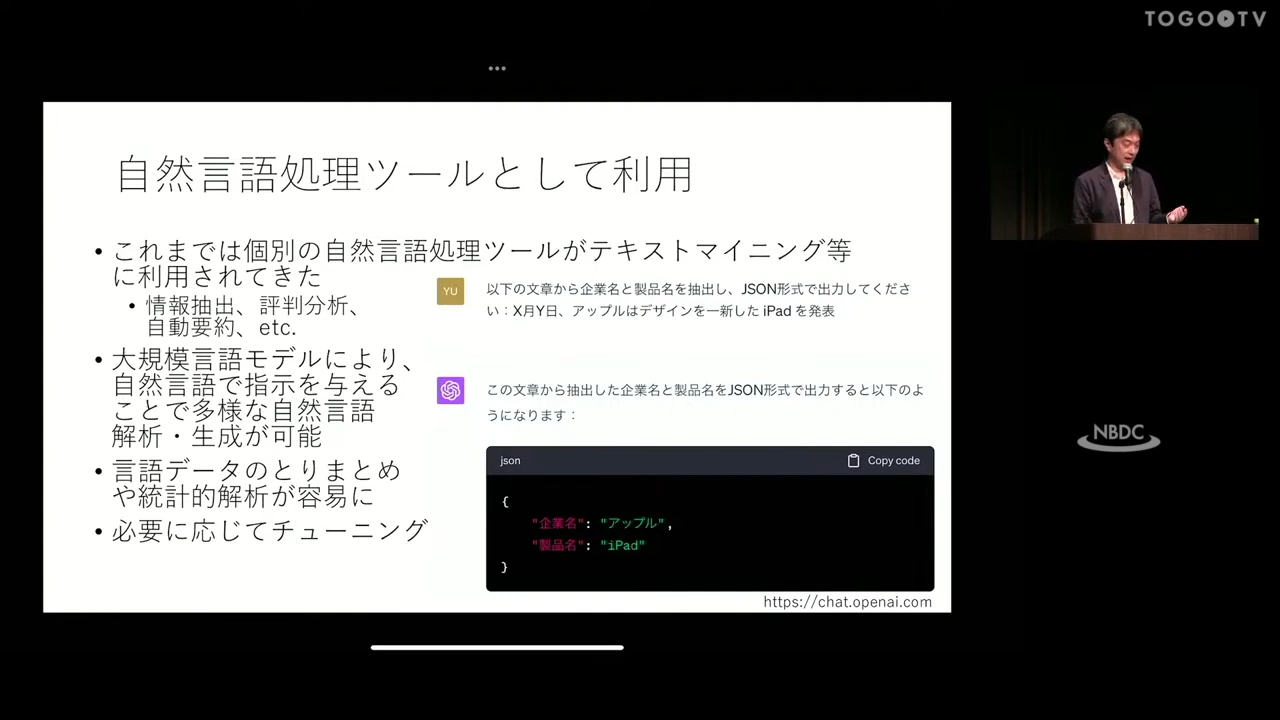 TOGO TV
自然言語処理ツールとして利用
• これまでは個別の自然言語処理ツールがテキストマイニング等
に利用されてきた
• 情報抽出、評判分析、
自動要約、etc.
• 大規模言語モデルにより、
自然言語で指示を与える
ことで多様な自然言語
解析・生成が可能
• 言語データのとりまとめ
や統計的解析が容易に
• 必要に応じてチューニング
YU
以下の文章から企業名と製品名を抽出し、JSON形式で出力してくださ
い：X月Y日、アップルはデザインを一新した iPad を発表
この文章から抽出した企業名と製品名をJSON形式で出力すると以下のよ
うになります：
json
Copy code
{
"企業名": "アップル",
"製品名": "iPad"
}
https://chat.openai.com
NBDC